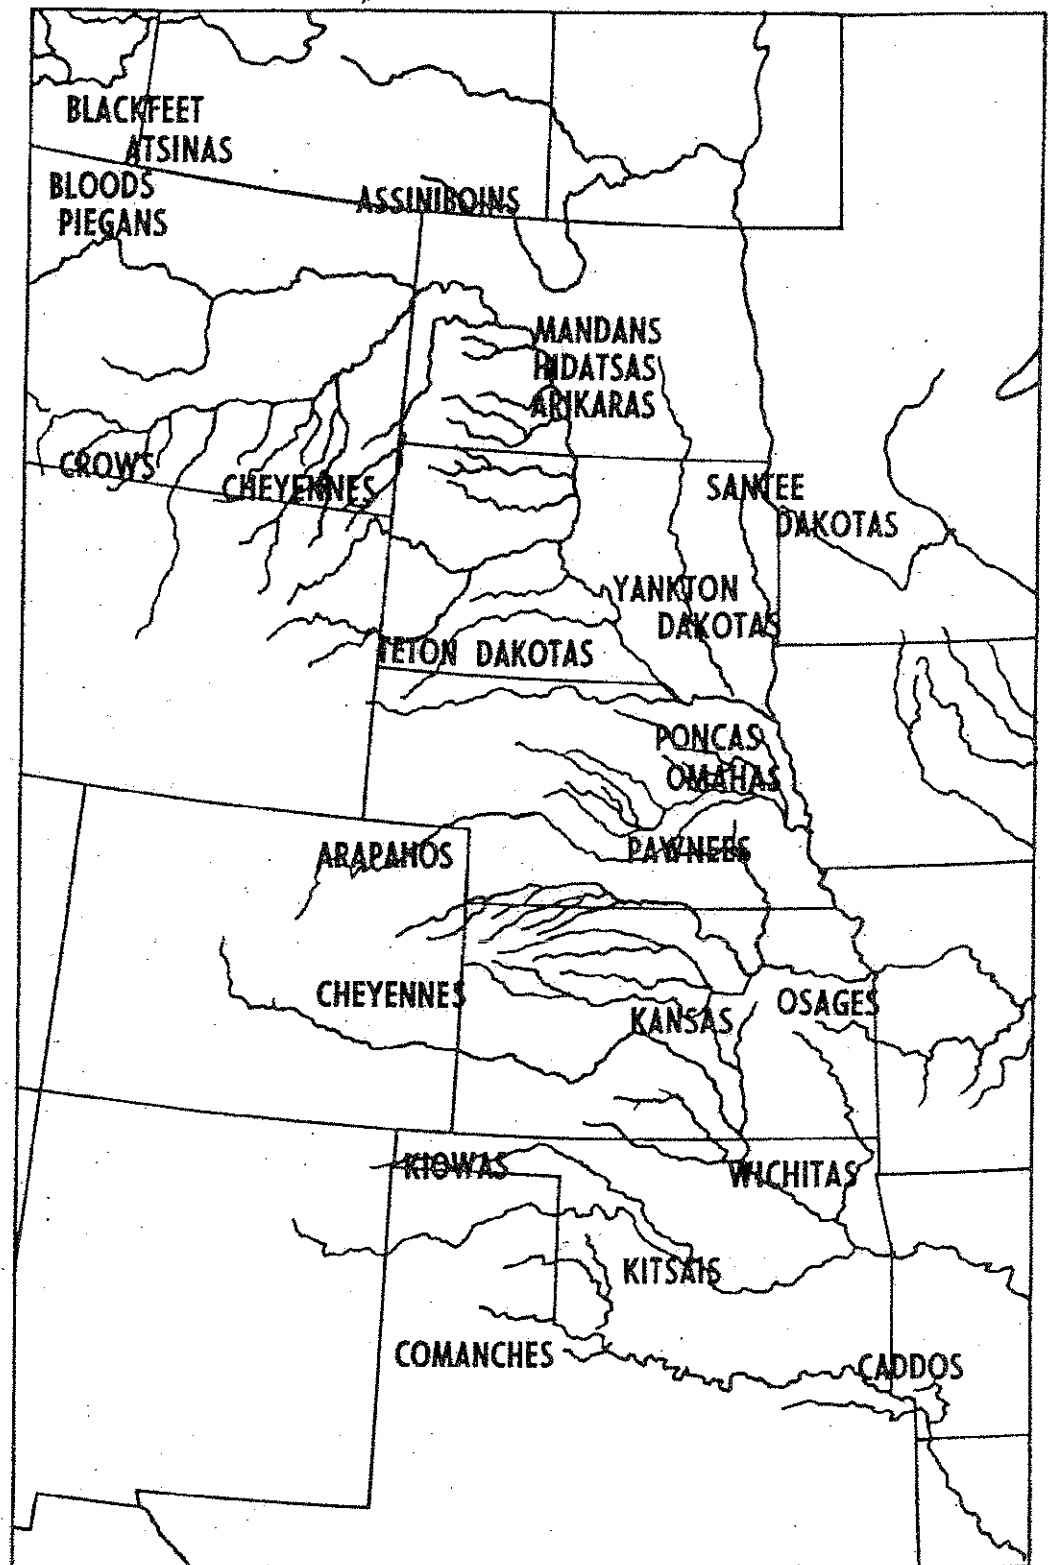 BLACKFEET
ATSINAS
BLOODS
PIEGANS
ASSINIBOINS
MANDANS
HIDATSAS
ARIKARAS
CROWS
CHEYENNES
SANTEE
DAKOTAS
YANKTON
DAKOTAS
TETON DAKOTAS
PONCAS
OMAHAS
PAWNEES
ARAPAHOS
CHEYENNES
OSAGES
KANSAS
KIOWAS
WICHITAS
KITSAIS
COMANCHES
CADDOS